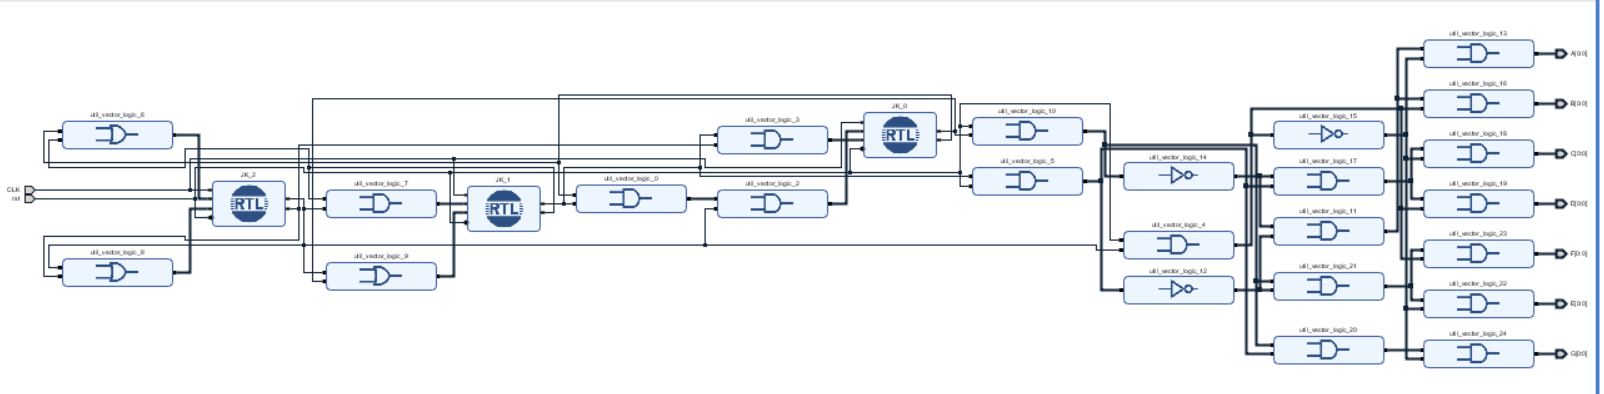 util_vector_logic_13
A[0:0]
util_vector_logic_16
B[0:0]
JK_0
util_vector_logic_10
util_vector_logic_6
util_vector_logic_3
RTL
util_vector_logic_15
util_vector_logic_18
C[0:0]
util_vector_logic_5
util_vector_logic_14
util_vector_logic_17
JK_2
util_vector_logic_7
JK_1
util_vector_logic_0
util_vector_logic_2
util_vector_logic_19
CLK
RTL
RTL
D[0:0]
util_vector_logic_4
util_vector_logic_11
util_vector_logic_23
F[0:0]
util_vector_logic_8
util_vector_logic_9
util_vector_logic_12
util_vector_logic_21
util_vector_logic_22
E[0:0]
util_vector_logic_20
util_vector_logic_24
G[0:0]